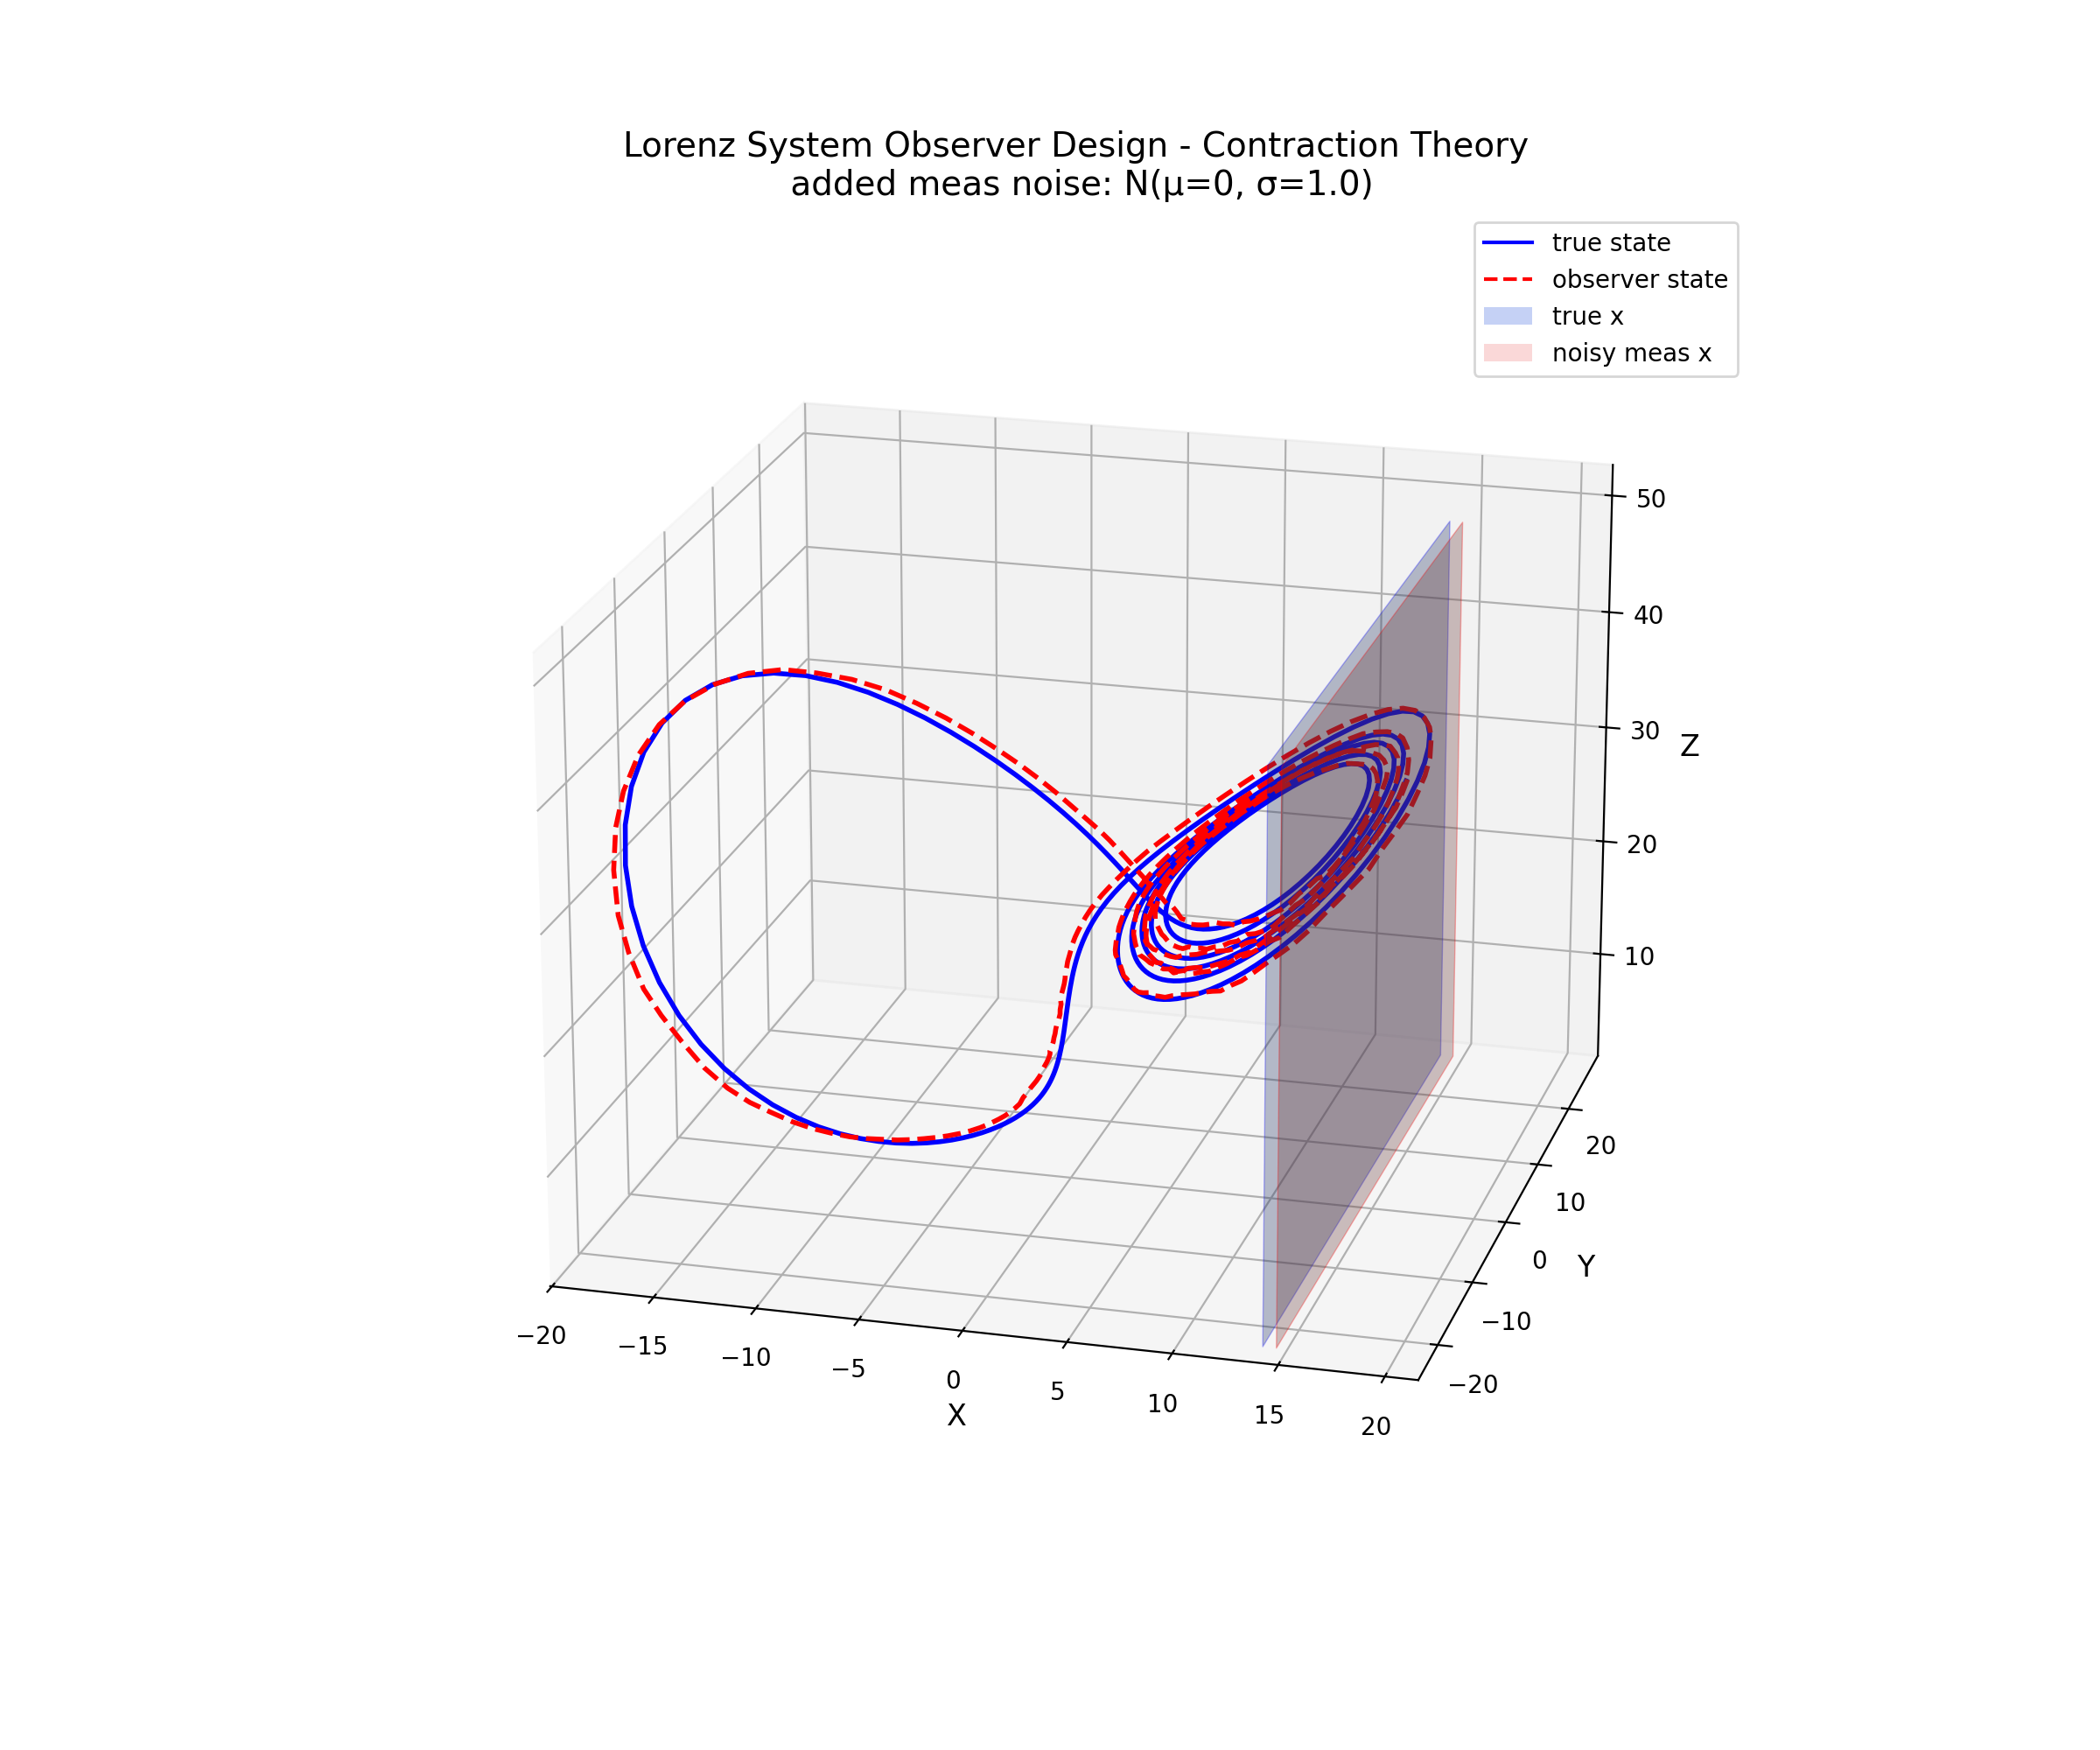 Lorenz System Observer Design - Contraction Theory
added meas noise: N(μ=0, σ=1.0)
true state
observer state
true x
noisy meas x
50
40
30
Z
20
10
20
10
0
Y
−10
−20
−20
−15
−10
−5
0
5
10
15
20
X